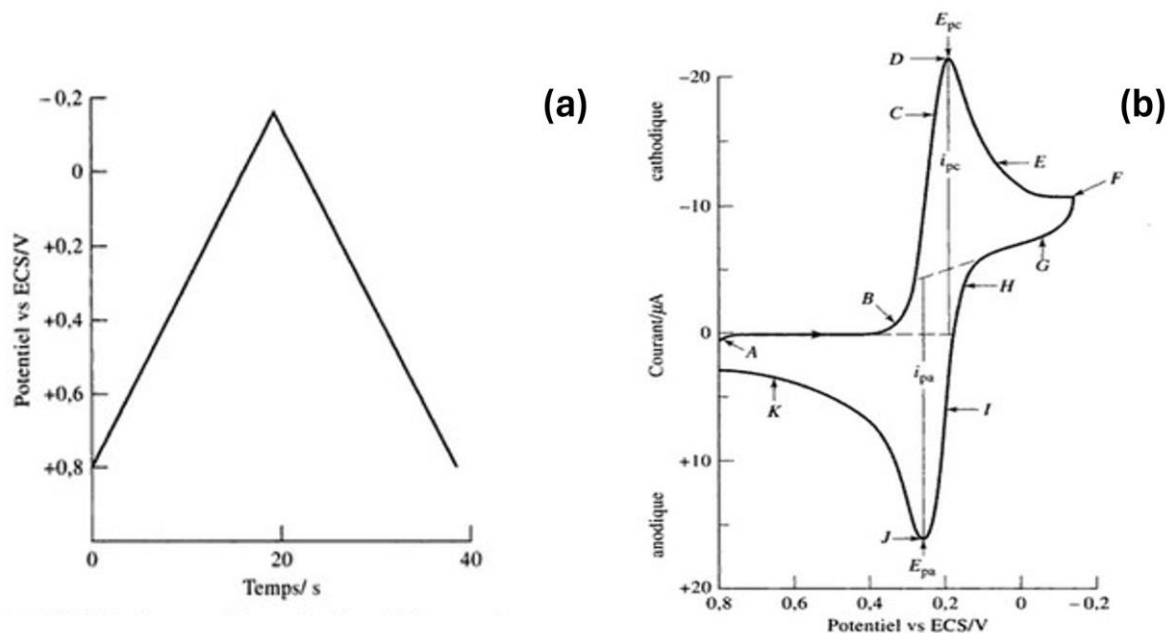 (a)
Potentiel vs ECS/V
− 0,2
0
+0,2
+0,4
+0,6
+0,8
0
20
40
Temps/ s
(b)
E_pc
D
C
i_pc
E
F
G
H
B
A
i_pa
I
K
J
E_pa
cathodique
Courant/µA
anodique
−20
−10
0
+10
+20
0,8
0,6
0,4
0,2
0
− 0,2
Potentiel vs ECS/V